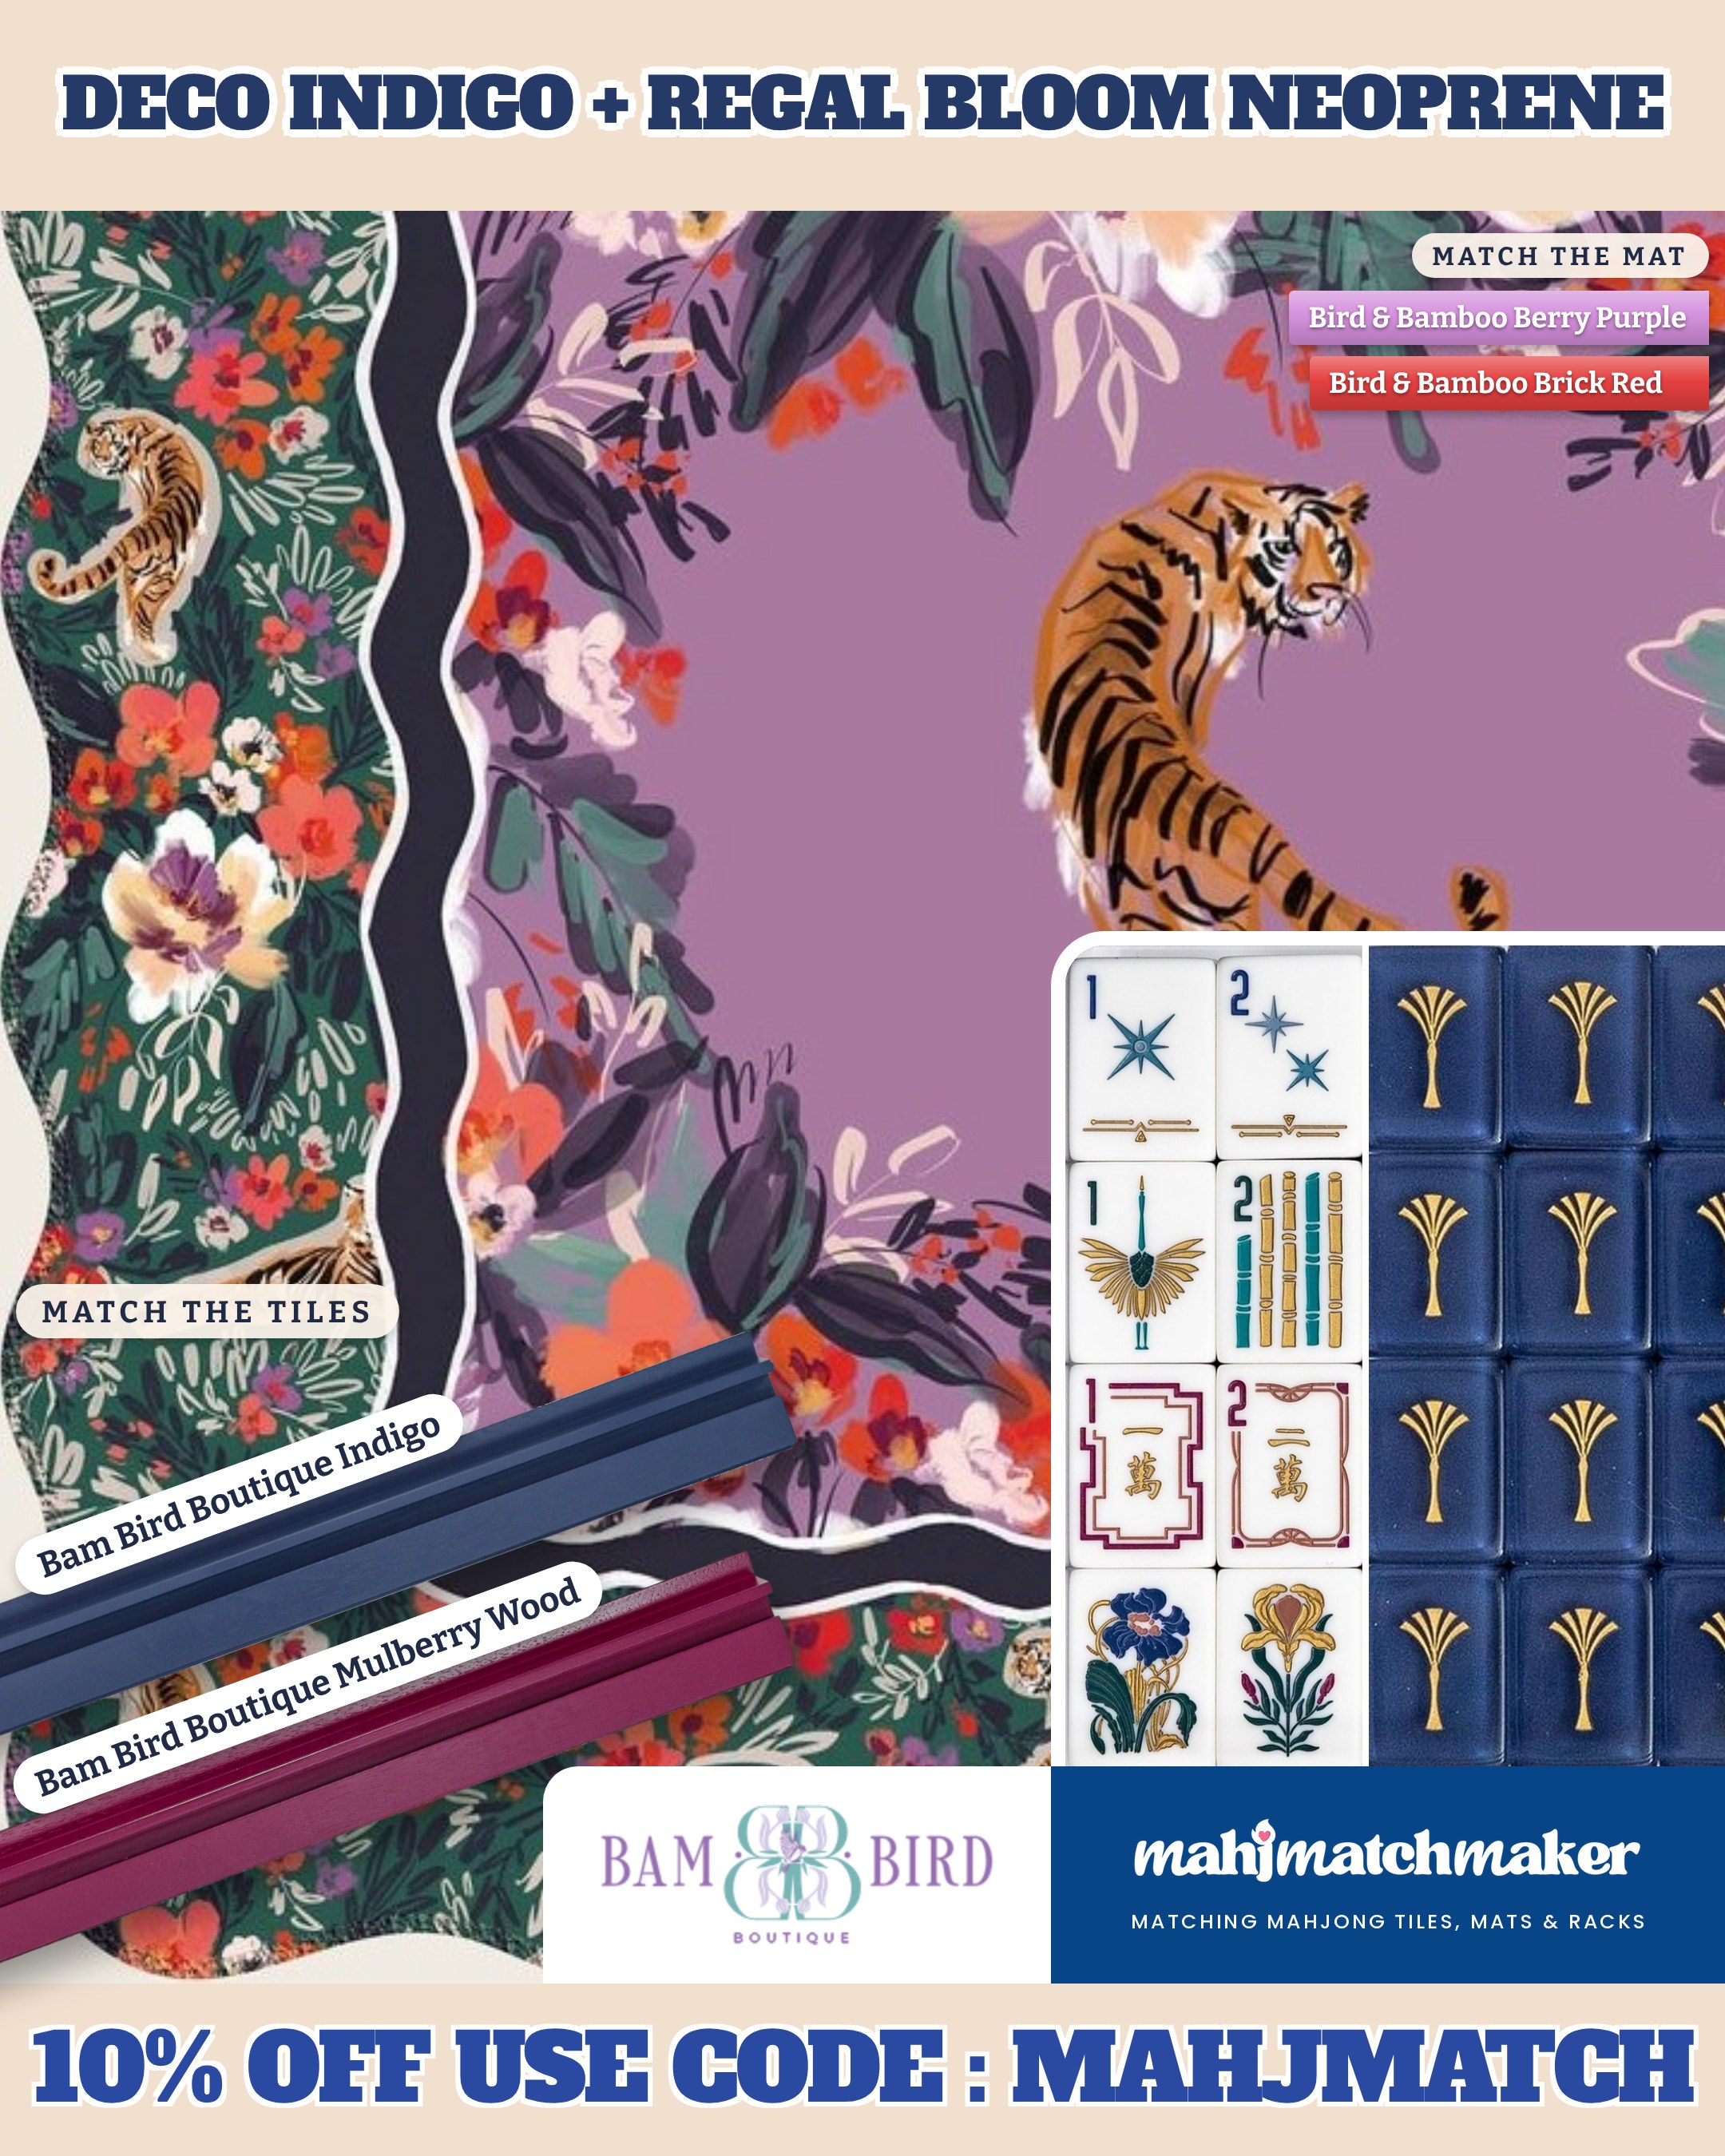 DECO INDIGO + REGAL BLOOM NEOPRENE
MATCH THE MAT
Bird & Bamboo Berry Purple
Bird & Bamboo Brick Red
1
2
1
2
MATCH THE TILES
1
一
萬
2
二
萬
Bam Bird Boutique Indigo
Bam Bird Boutique Mulberry Wood
BAM BIRD
BOUTIQUE
mahjmatchmaker
MATCHING MAHJONG TILES, MATS & RACKS
10% OFF USE CODE : MAHJMATCH